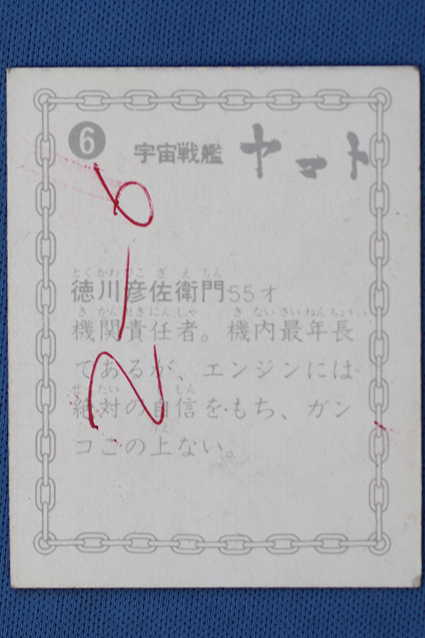 6 宇宙戦艦 ヤマト
徳川彦佐衛門55才
機関責任者。機内最年長
であるが、エンジンには
絶対の自信をもち、ガン
コこの上ない。
2-6